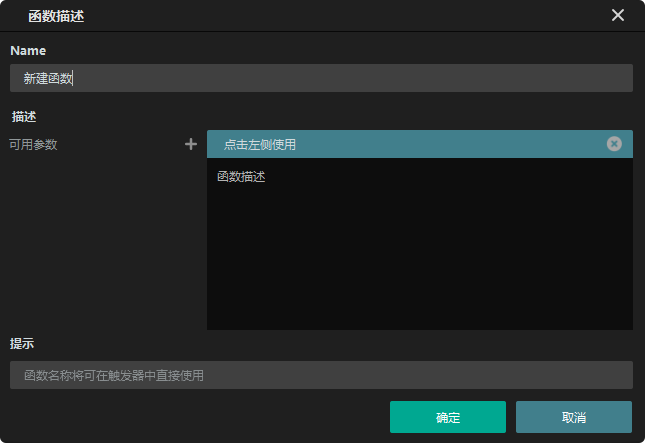 函数描述
Name
新建函数
描述
可用参数
点击左侧使用
函数描述
提示
函数名称将可在触发器中直接使用
确定
取消